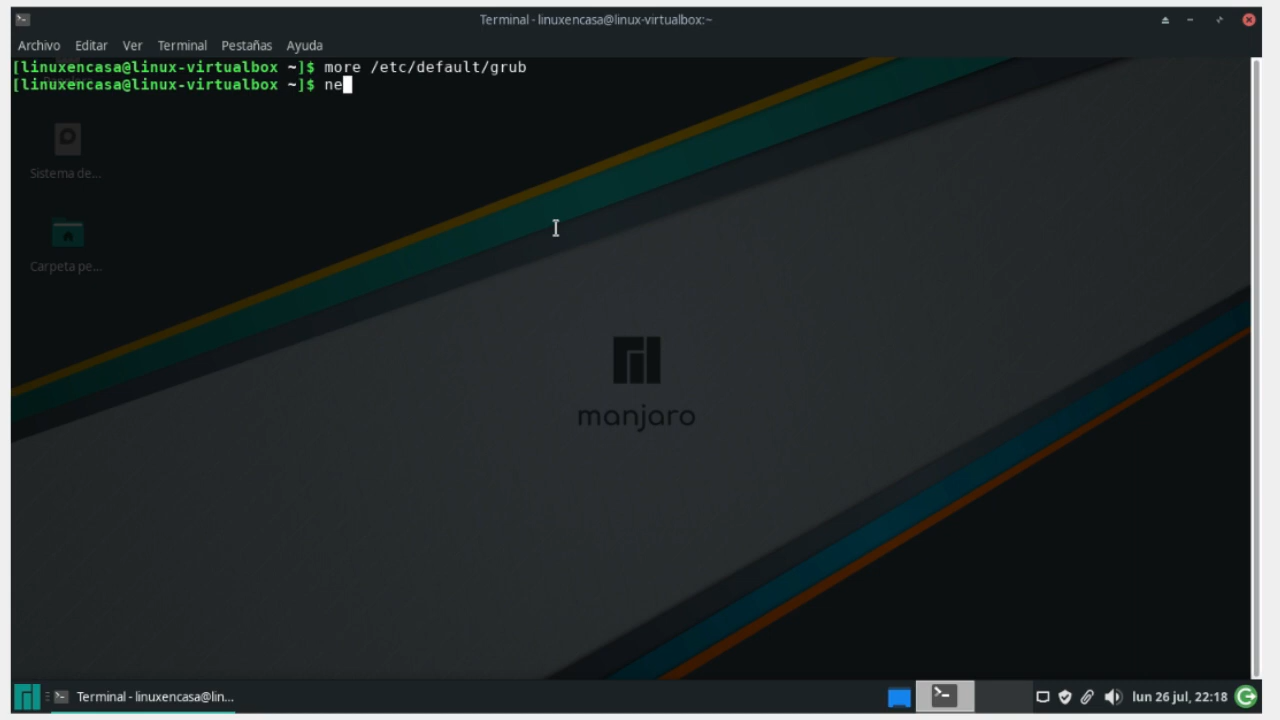 Terminal - linuxencasa@linux-virtualbox:~
Archivo Editar Ver Terminal Pestañas Ayuda
[linuxencasa@linux-virtualbox ~]$ more /etc/default/grub
[linuxencasa@linux-virtualbox ~]$ ne
Sistema de...
Carpeta pe...
manjaro
Terminal - linuxencasa@lin...
lun 26 jul, 22:18